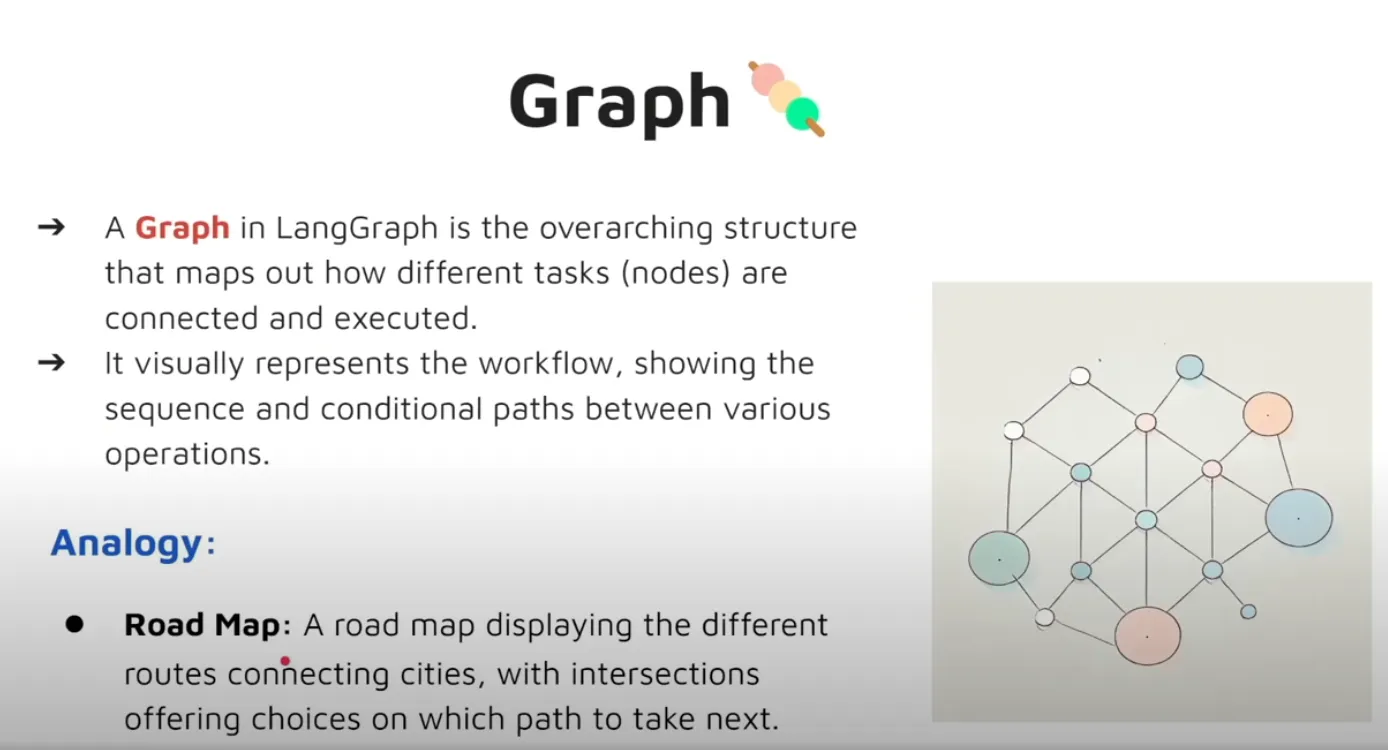 Graph
➔ A Graph in LangGraph is the overarching structure
that maps out how different tasks (nodes) are
connected and executed.
➔ It visually represents the workflow, showing the
sequence and conditional paths between various
operations.
Analogy:
● Road Map: A road map displaying the different
routes connecting cities, with intersections
offering choices on which path to take next.